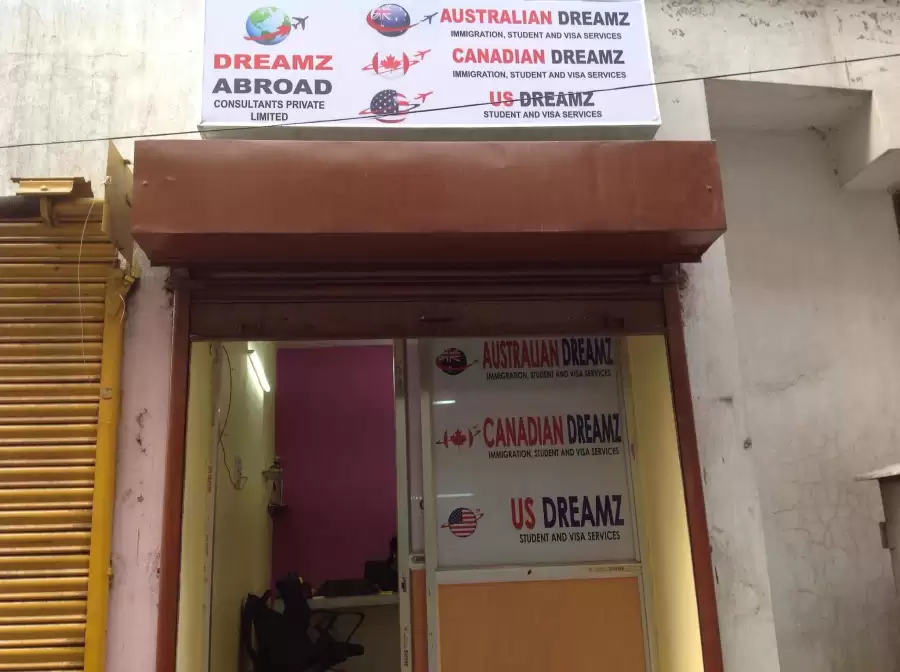 DREAMZ
ABROAD
CONSULTANTS PRIVATE
LIMITED
AUSTRALIAN DREAMZ
IMMIGRATION, STUDENT AND VISA SERVICES
CANADIAN DREAMZ
IMMIGRATION, STUDENT AND VISA SERVICES
US DREAMZ
STUDENT AND VISA SERVICES
AUSTRALIAN DREAMZ
IMMIGRATION, STUDENT AND VISA SERVICES
CANADIAN DREAMZ
IMMIGRATION, STUDENT AND VISA SERVICES
US DREAMZ
STUDENT AND VISA SERVICES